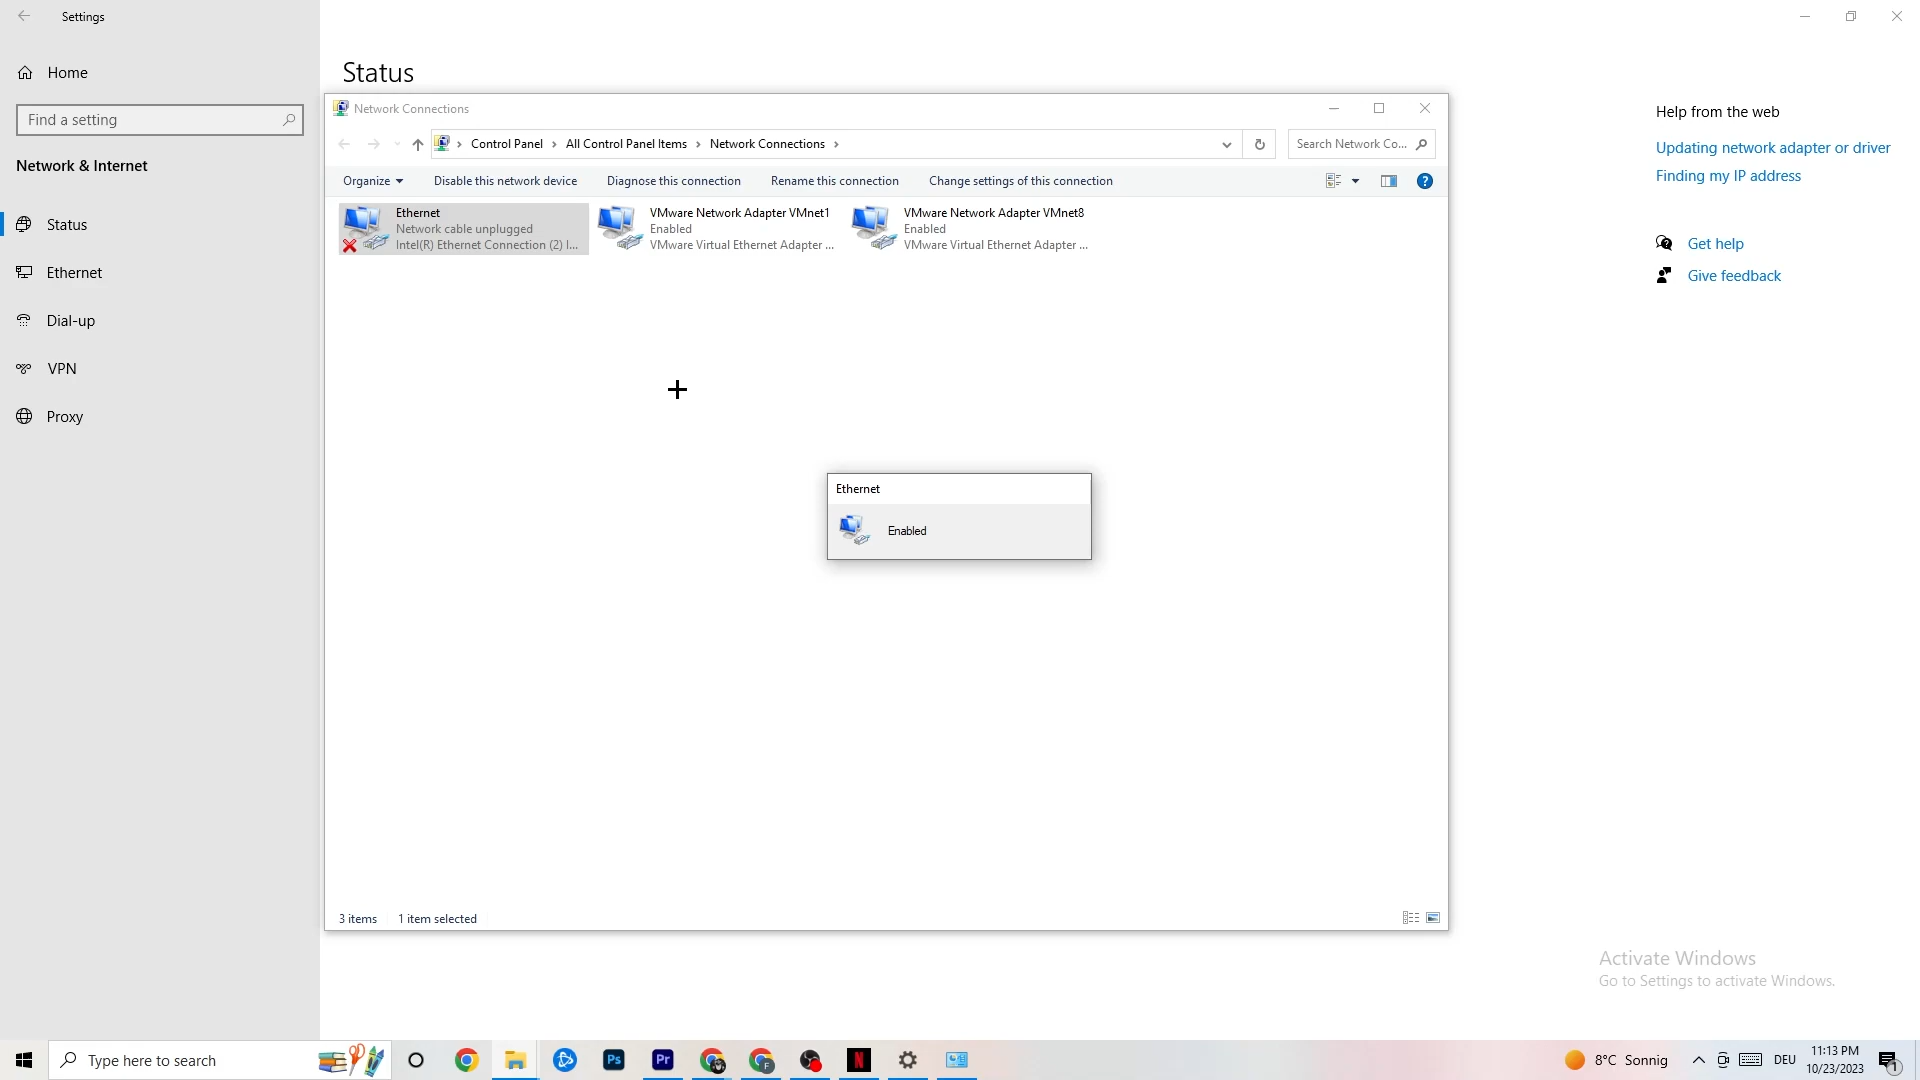 Settings
Home
Find a setting
Network & Internet
Status
Ethernet
Dial-up
VPN
Proxy
Status
Network Connections
Control Panel
All Control Panel Items
Network Connections
Search Network Co...
Organize
Disable this network device
Diagnose this connection
Rename this connection
Change settings of this connection
Ethernet
Network cable unplugged
Intel(R) Ethernet Connection (2) I...
VMware Network Adapter VMnet1
Enabled
VMware Virtual Ethernet Adapter ...
VMware Network Adapter VMnet8
Enabled
VMware Virtual Ethernet Adapter ...
Ethernet
Enabled
3 items
1 item selected
Help from the web
Updating network adapter or driver
Finding my IP address
Get help
Give feedback
Activate Windows
Go to Settings to activate Windows.
Type here to search
Ps
Pr
F
N
8°C Sonnig
DEU
11:13 PM
10/23/2023
1